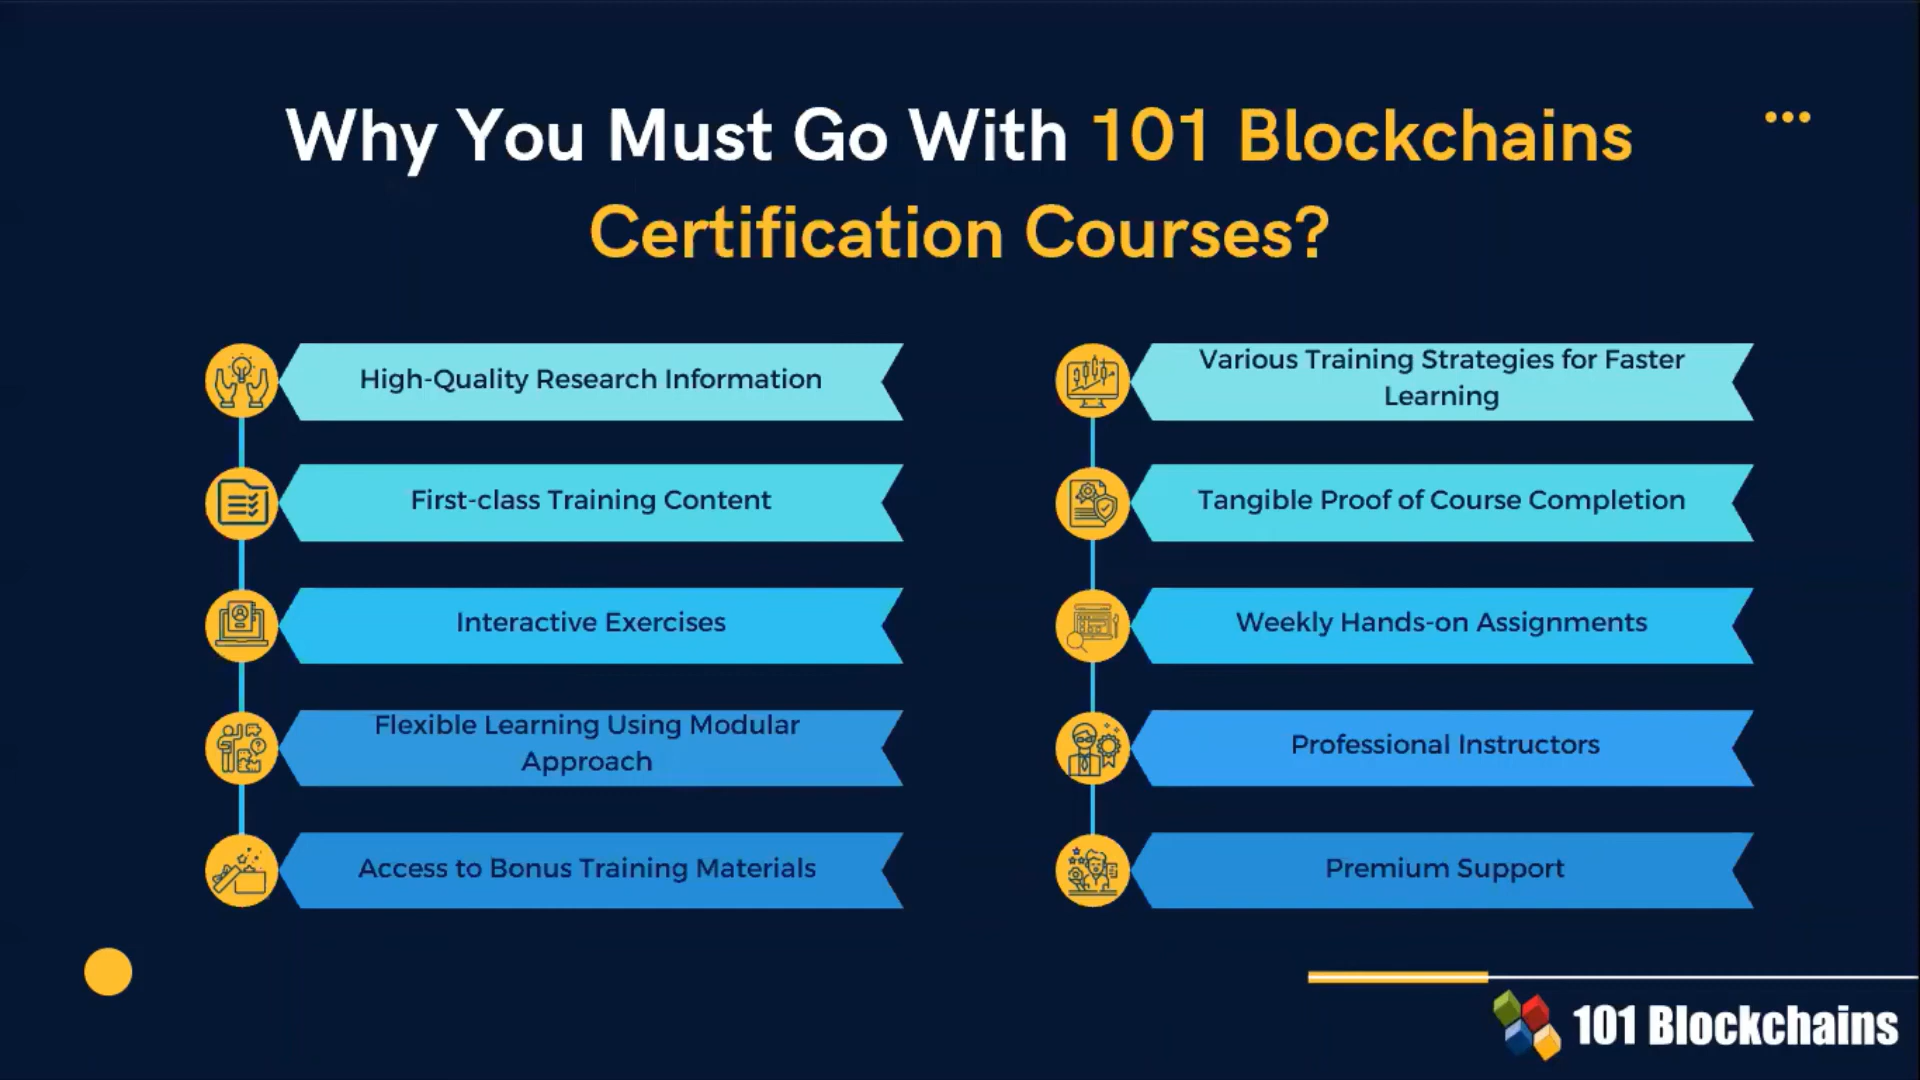 Why You Must Go With 101 Blockchains
Certification Courses?
High-Quality Research Information
First-class Training Content
Interactive Exercises
Flexible Learning Using Modular
Approach
Access to Bonus Training Materials
Various Training Strategies for Faster
Learning
Tangible Proof of Course Completion
Weekly Hands-on Assignments
Professional Instructors
Premium Support
101 Blockchains